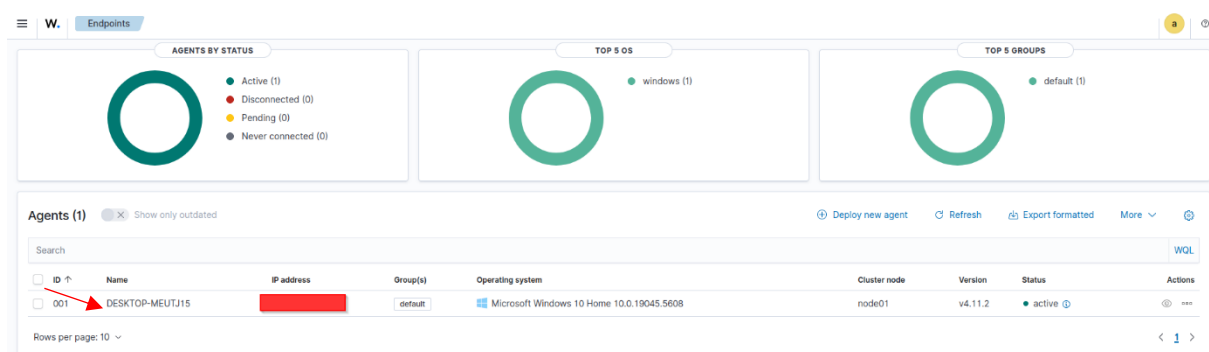 W. Endpoints a
AGENTS BY STATUS
Active (1)
Disconnected (0)
Pending (0)
Never connected (0)
TOP 5 OS
windows (1)
TOP 5 GROUPS
default (1)
Agents (1) Show only outdated Deploy new agent Refresh Export formatted More
Search WQL
ID Name IP address Group(s) Operating system Cluster node Version Status Actions
001 DESKTOP-MEUTJ15 default Microsoft Windows 10 Home 10.0.19045.5608 node01 v4.11.2 active
Rows per page: 10 < 1 >